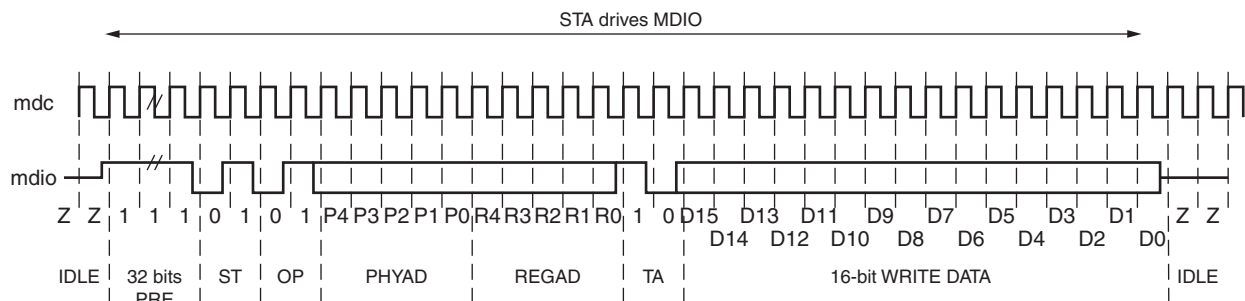 STA drives MDIO
mdc
mdio
Z Z 1 1 1 0 1 0 1 P4 P3 P2 P1 P0 R4 R3 R2 R1 R0 1 0 D15 D13 D11 D9 D7 D5 D3 D1 Z Z
D14 D12 D10 D8 D6 D4 D2 D0
IDLE 32 bits ST OP PHYAD REGAD TA 16-bit WRITE DATA IDLE
PRE